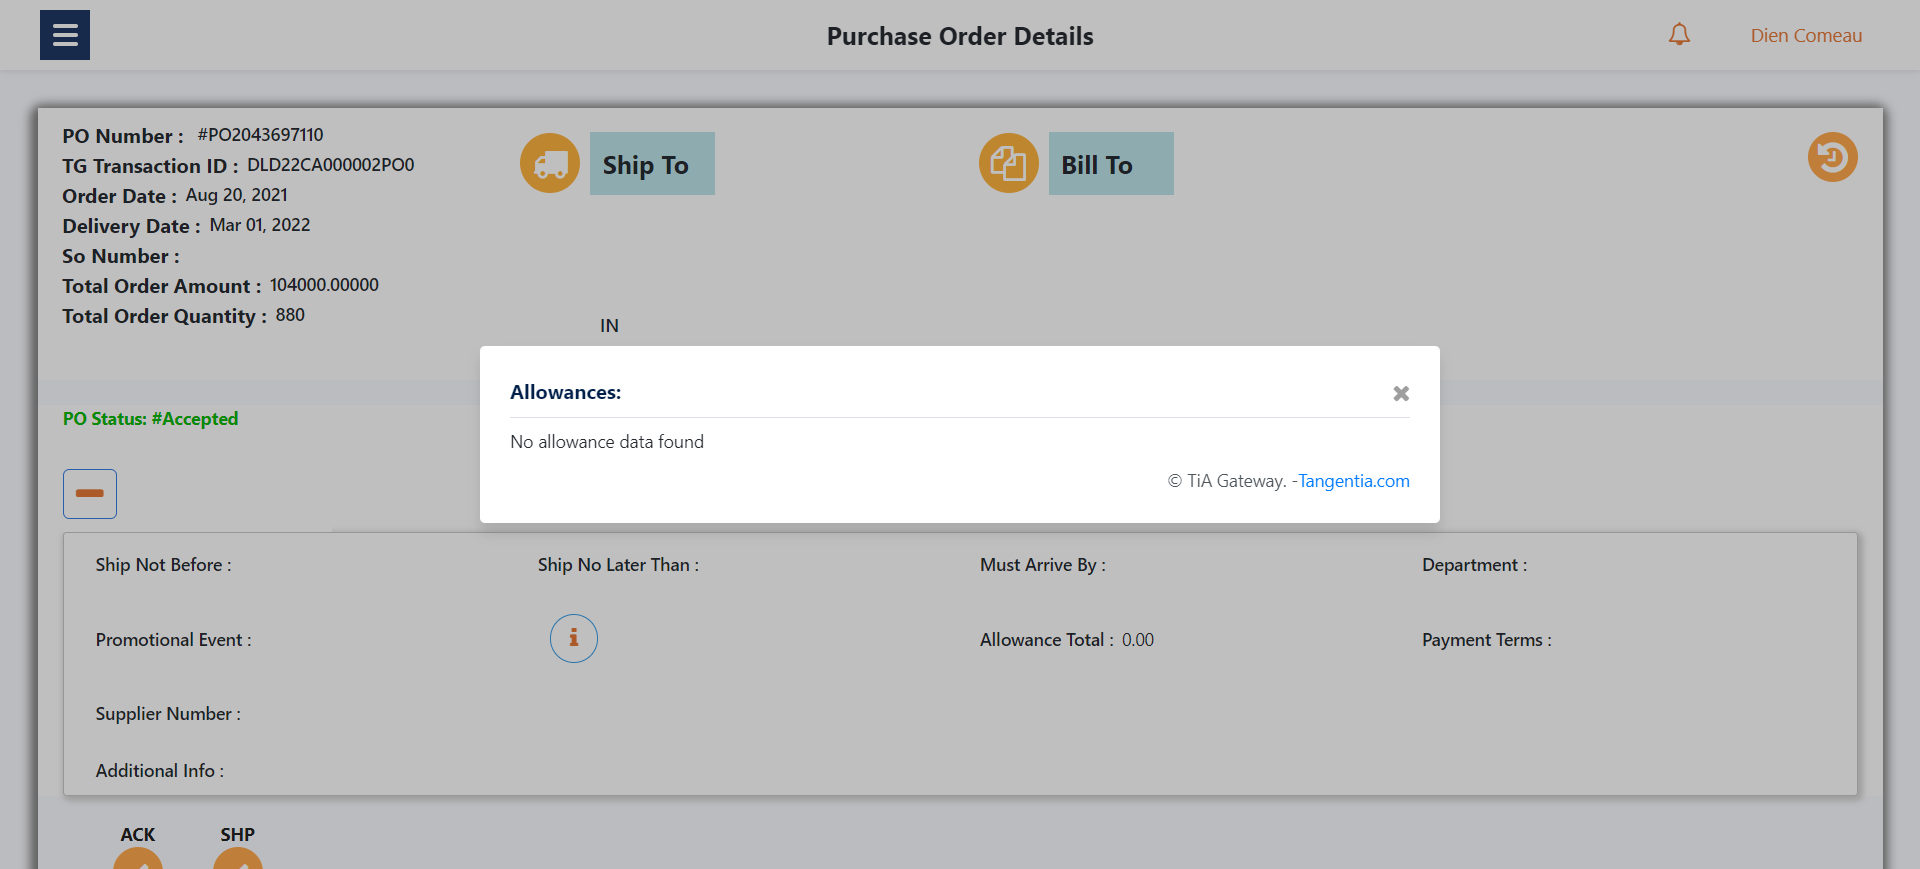 Purchase Order Details
Dien Comeau
PO Number : #PO2043697110
TG Transaction ID : DLD22CA000002PO0
Order Date : Aug 20, 2021
Delivery Date : Mar 01, 2022
So Number :
Total Order Amount : 104000.00000
Total Order Quantity : 880
Ship To
IN
Bill To
Allowances:
No allowance data found
© TiA Gateway. -Tangentia.com
PO Status: #Accepted
Ship Not Before :
Ship No Later Than :
Must Arrive By :
Department :
Promotional Event :
Allowance Total : 0.00
Payment Terms :
Supplier Number :
Additional Info :
ACK
SHP